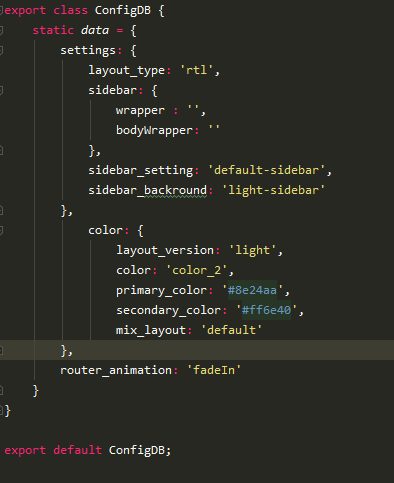 export class ConfigDB {
    static data = {
        settings: {
            layout_type: 'rtl',
            sidebar: {
                wrapper : '',
                bodyWrapper: ''
            },
            sidebar_setting: 'default-sidebar',
            sidebar_backround: 'light-sidebar'
        },
            color: {
                layout_version: 'light',
                color: 'color_2',
                primary_color: '#8e24aa',
                secondary_color: '#ff6e40',
                mix_layout: 'default'
        },
        router_animation: 'fadeIn'
    }
}
export default ConfigDB;